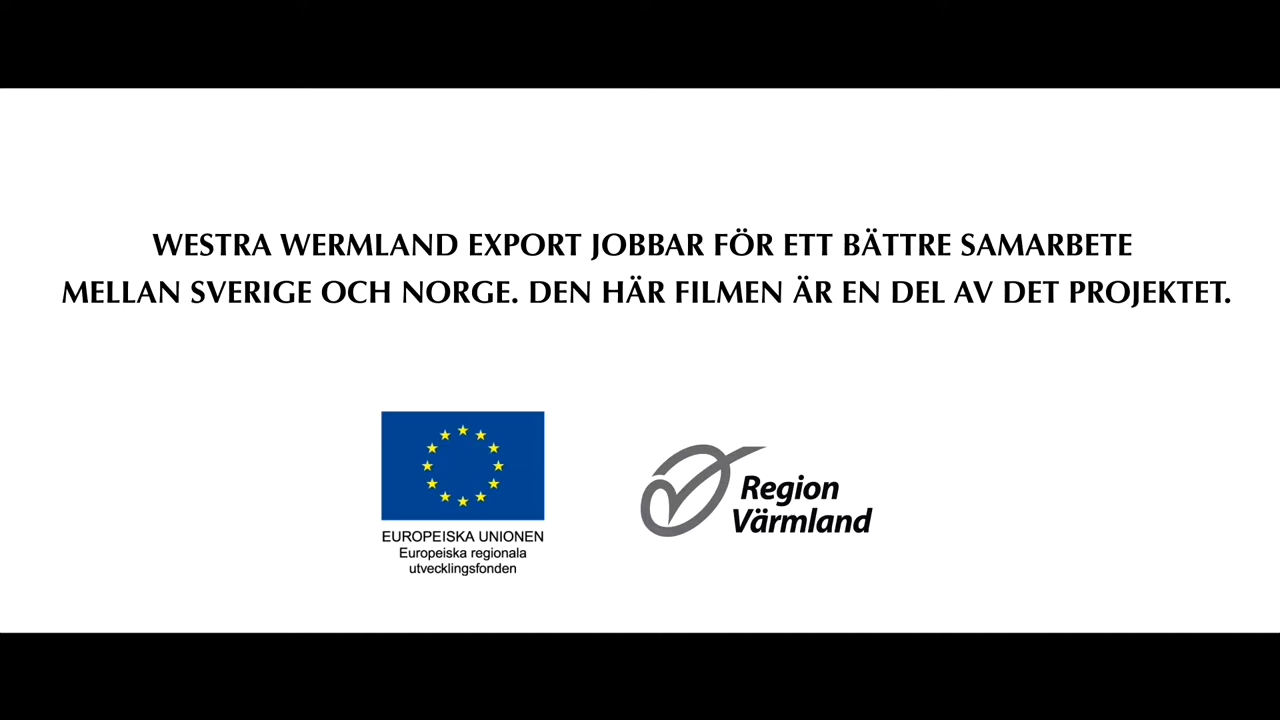 WESTRA WERMLAND EXPORT JOBBAR FÖR ETT BÄTTRE SAMARBETE
MELLAN SVERIGE OCH NORGE. DEN HÄR FILMEN ÄR EN DEL AV DET PROJEKTET.
EUROPEISKA UNIONEN
Europeiska regionala
utvecklingsfonden
Region
Värmland